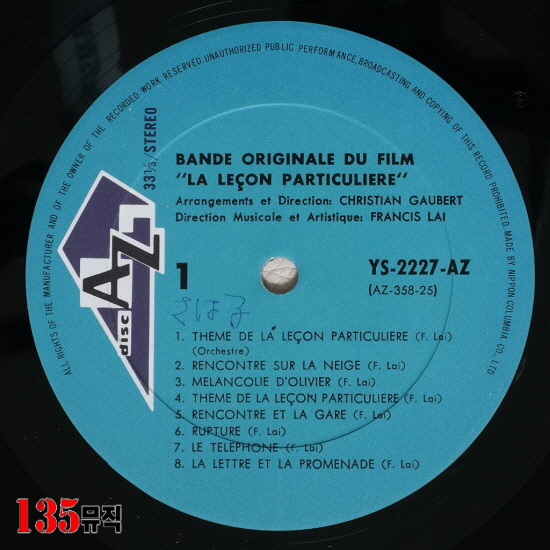 ALL RIGHTS OF THE MANUFACTURER AND OF THE OWNER OF THE RECORDED WORK RESERVED. UNAUTHORIZED PUBLIC PERFORMANCE, BROADCASTING AND COPYING OF THIS RECORD PROHIBITED. MADE BY NIPPON COLUMBIA CO., LTD.
33 1/3/STEREO
disc AZ
BANDE ORIGINALE DU FILM
"LA LEÇON PARTICULIERE"
Arrangements et Direction: CHRISTIAN GAUBERT
Direction Musicale et Artistique: FRANCIS LAI
1
YS-2227-AZ
(AZ-358-25)
1. THEME DE LA LEÇON PARTICULIERE (F. Lai)
(Orchestre)
2. RENCONTRE SUR LA NEIGE (F. Lai)
3. MELANCOLIE D'OLIVIER (F. Lai)
4. THEME DE LA LEÇON PARTICULIERE (F. Lai)
5. RENCONTRE ET LA GARE (F. Lai)
6. RUPTURE (F. Lai)
7. LE TELEPHONE (F. Lai)
8. LA LETTRE ET LA PROMENADE (F. Lai)
135뮤직